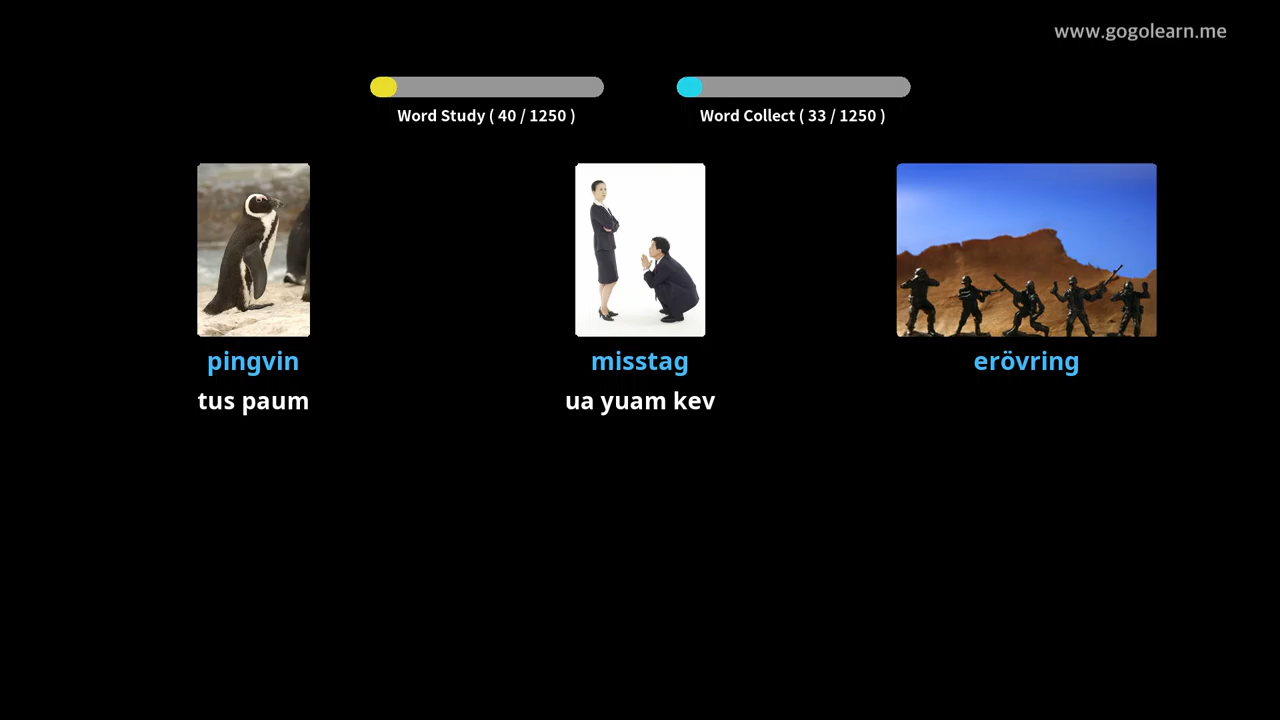 www.gogolearn.me
Word Study ( 40 / 1250 )
Word Collect ( 33 / 1250 )
pingvin
misstag
erövring
tus paum
ua yuam kev